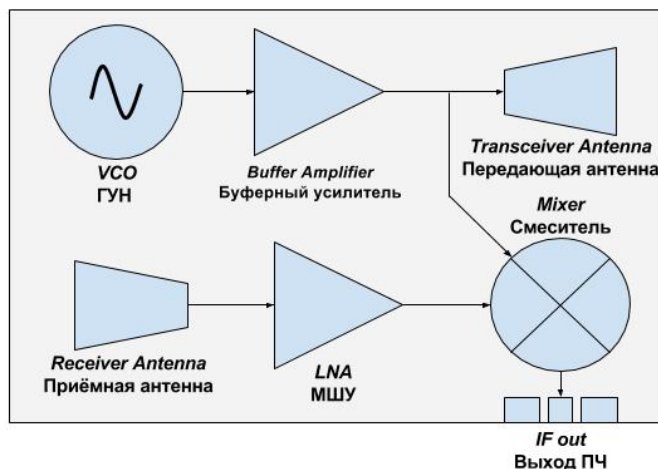 VCO
ГУН
Buffer Amplifier
Буферный усилитель
Transceiver Antenna
Передающая антенна
Mixer
Смеситель
Receiver Antenna
Приёмная антенна
LNA
МШУ
IF out
Выход ПЧ